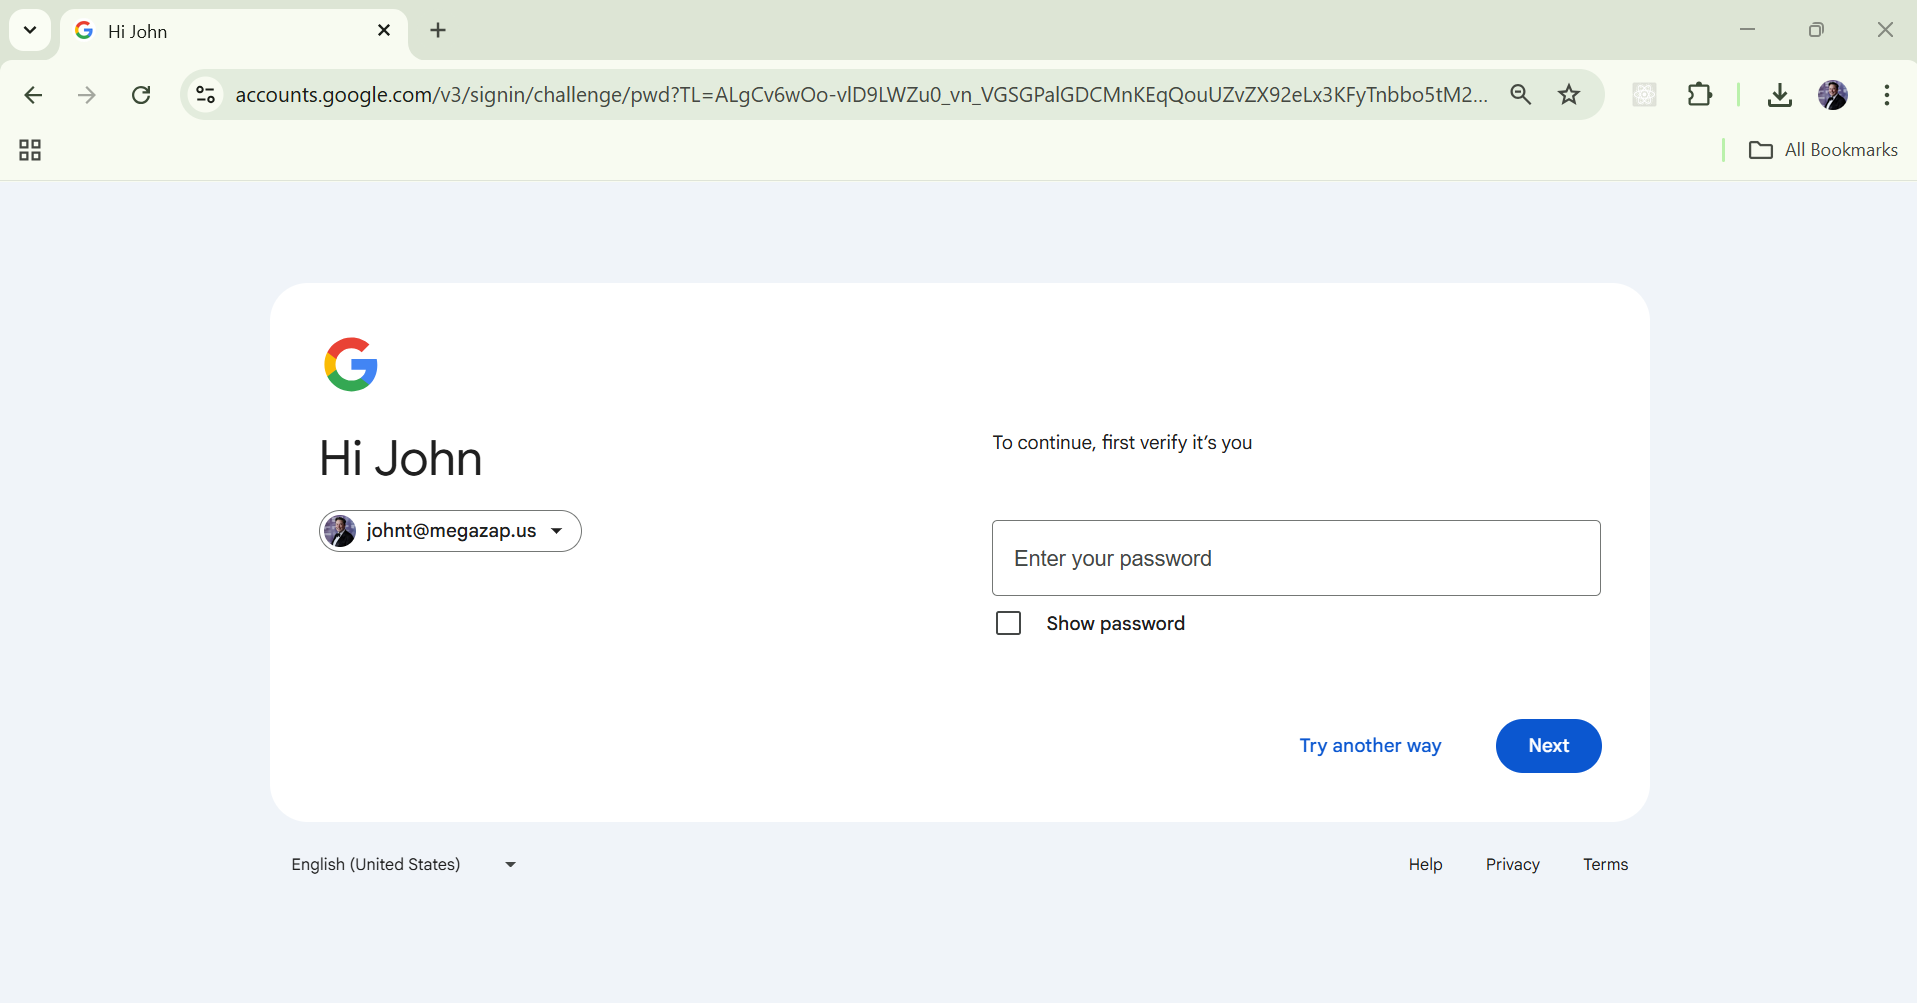 Hi John
accounts.google.com/v3/signin/challenge/pwd?TL=ALgCv6wOo-vlD9LWZu0_vn_VGSGPalGDCMnKEqQouUZvZX92eLx3KFyTnbbo5tM2...
All Bookmarks
Hi John
johnt@megazap.us
To continue, first verify it’s you
Enter your password
Show password
Try another way
Next
English (United States)
Help
Privacy
Terms